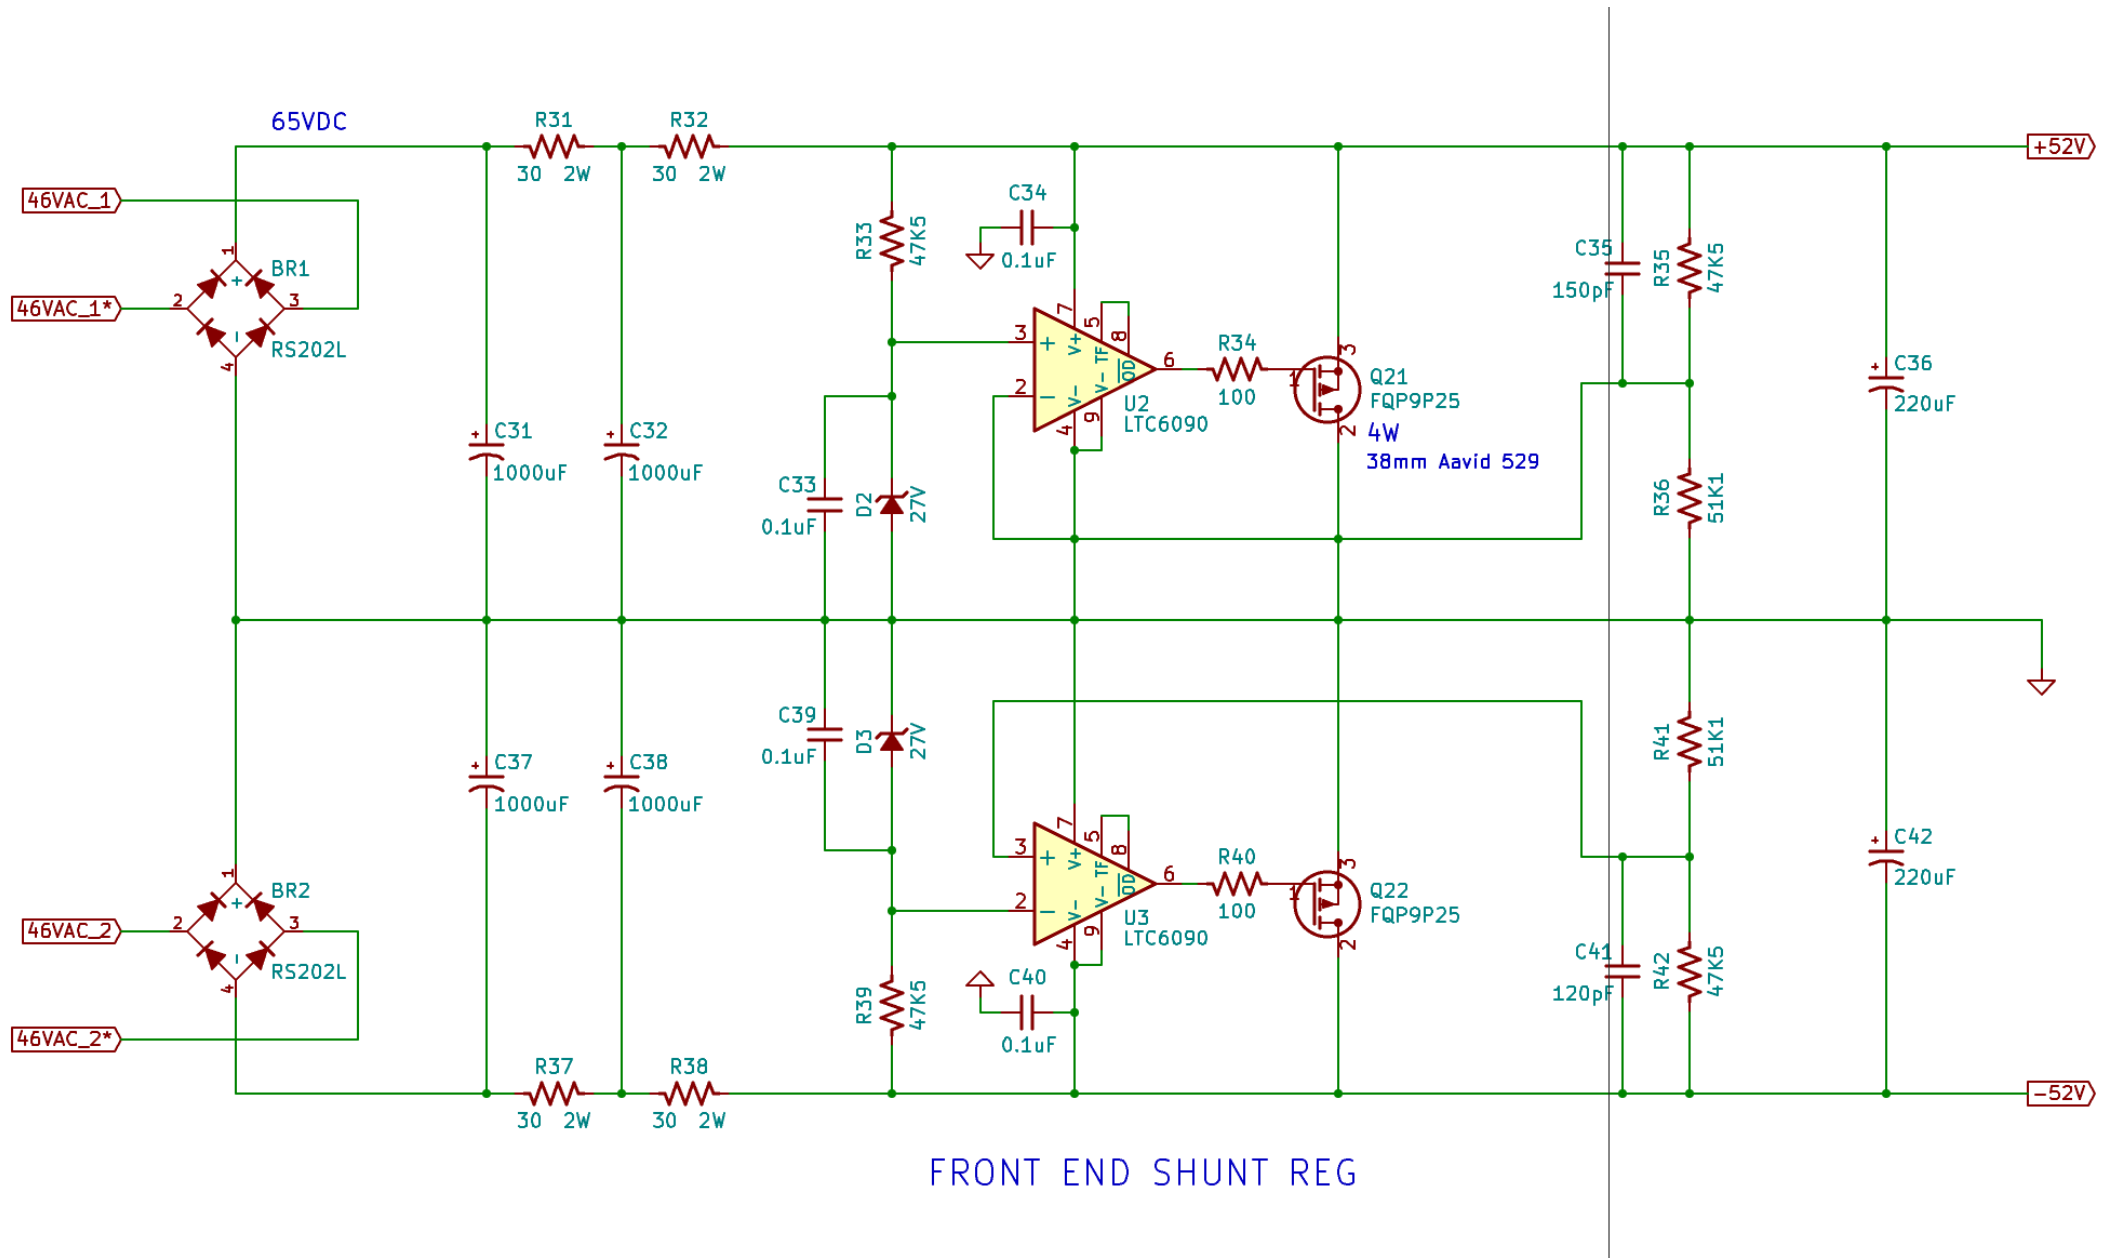 65VDC
R31
30 2W
R32
30 2W
46VAC_1
46VAC_1*
1
2
3
4
+
-
BR1
RS202L
C31
1000uF
C32
1000uF
R33
47K5
C33
0.1uF
D2
27V
C34
0.1uF
3
2
7
5
8
6
4
9
+
-
V+
TF
OD
V-
V-
U2
LTC6090
R34
100
1
3
2
Q21
FQP9P25
4W
38mm Aavid 529
C35
150pF
R35
47K5
R36
51K1
C36
220uF
+52V
46VAC_2
46VAC_2*
1
2
3
4
+
-
BR2
RS202L
C37
1000uF
C38
1000uF
C39
0.1uF
D3
27V
R39
47K5
C40
0.1uF
3
2
7
5
8
6
4
9
+
-
V+
TF
OD
V-
V-
U3
LTC6090
R40
100
1
3
2
Q22
FQP9P25
R41
51K1
C41
120pF
R42
47K5
C42
220uF
-52V
R37
30 2W
R38
30 2W
FRONT END SHUNT REG